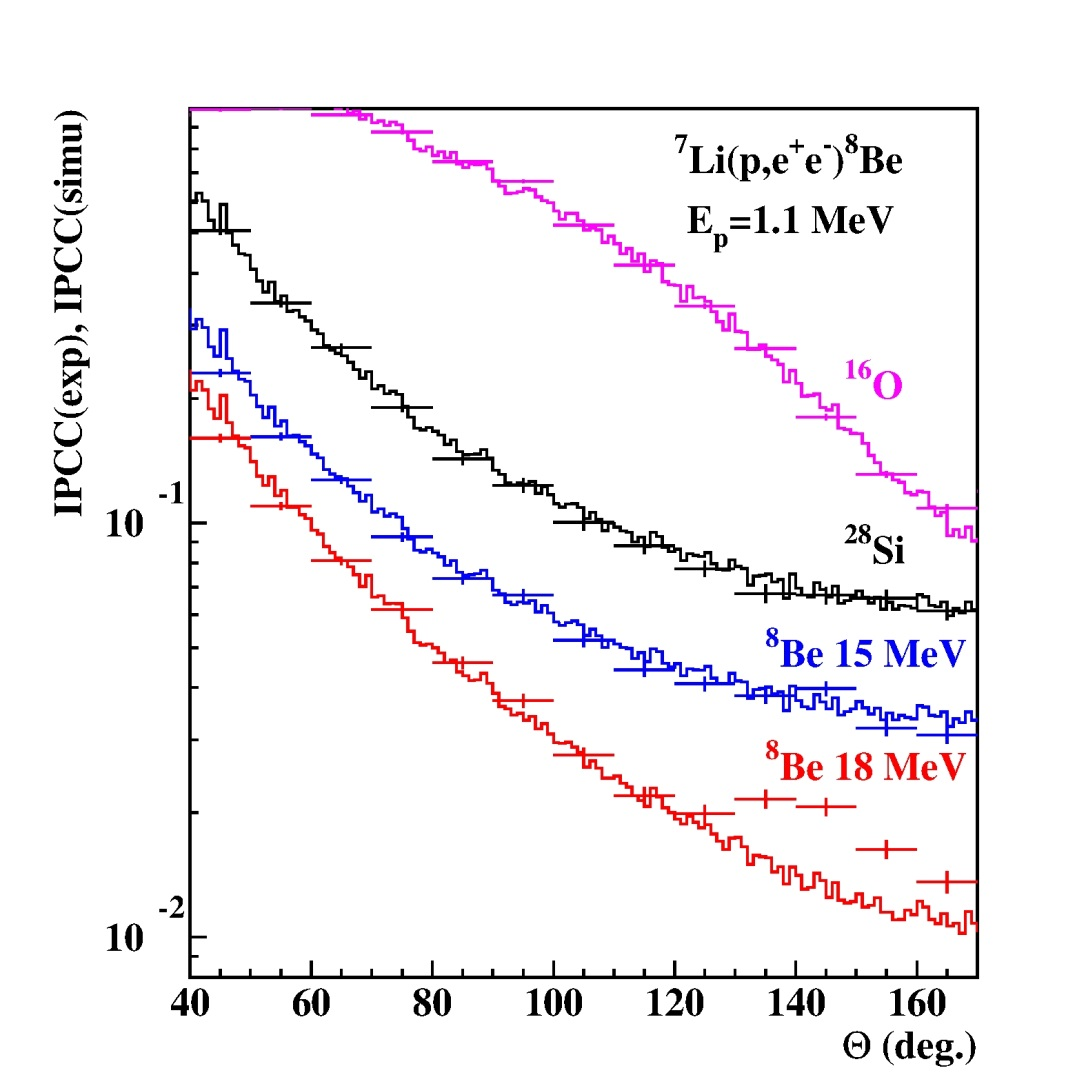 IPCC(exp), IPCC(simu)
⁷Li(p,e⁺e⁻)⁸Be
Eₚ=1.1 MeV
¹⁶O
10⁻¹
²⁸Si
⁸Be 15 MeV
⁸Be 18 MeV
10⁻²
40 60 80 100 120 140 160
Θ (deg.)